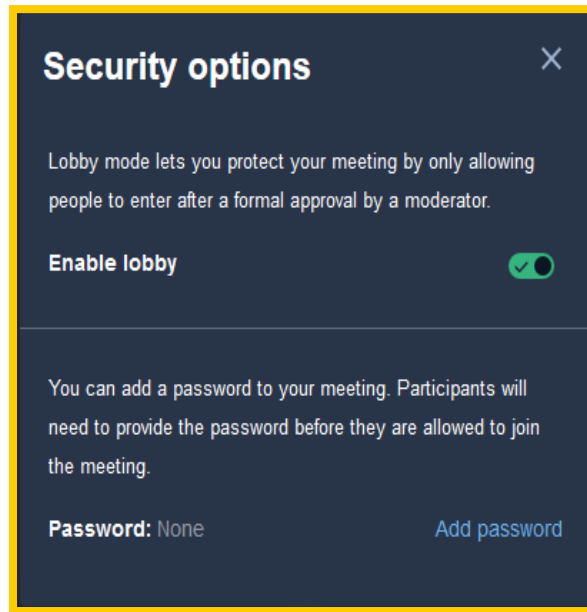 Security options
Lobby mode lets you protect your meeting by only allowing
people to enter after a formal approval by a moderator.
Enable lobby
You can add a password to your meeting. Participants will
need to provide the password before they are allowed to join
the meeting.
Password: None Add password